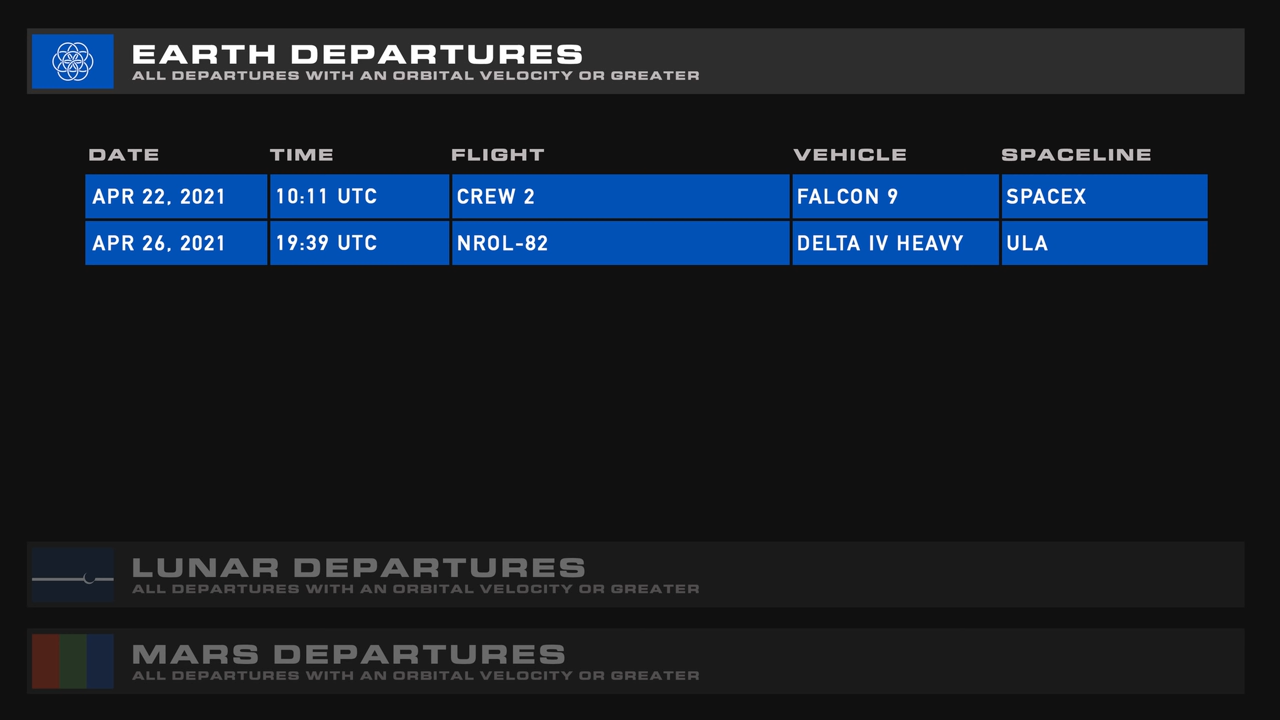 EARTH DEPARTURES
ALL DEPARTURES WITH AN ORBITAL VELOCITY OR GREATER
DATE TIME FLIGHT VEHICLE SPACELINE
APR 22, 2021 10:11 UTC CREW 2 FALCON 9 SPACEX
APR 26, 2021 19:39 UTC NROL-82 DELTA IV HEAVY ULA
LUNAR DEPARTURES
ALL DEPARTURES WITH AN ORBITAL VELOCITY OR GREATER
MARS DEPARTURES
ALL DEPARTURES WITH AN ORBITAL VELOCITY OR GREATER